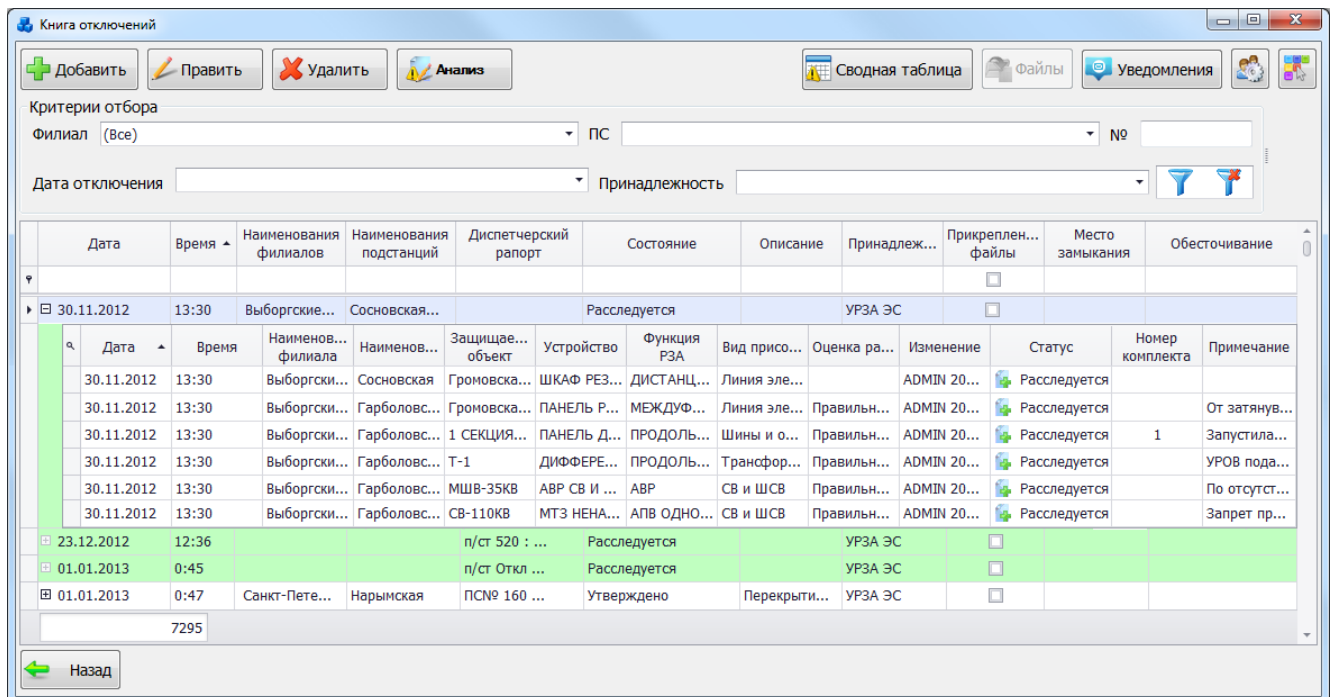 Книга отключений
Добавить Править Удалить Анализ Сводная таблица Файлы Уведомления
Критерии отбора
Филиал (Все) ПС №
Дата отключения Принадлежность
Дата Время Наименования филиалов Наименования подстанций Диспетчерский рапорт Состояние Описание Принадлеж... Прикреплен... файлы Место замыкания Обесточивание
30.11.2012 13:30 Выборгские... Сосновская... Расследуется УРЗА ЭС
Дата Время Наименов... филиала Наименов... Защищае... объект Устройство Функция РЗА Вид присо... Оценка ра... Изменение Статус Номер комплекта Примечание
30.11.2012 13:30 Выборгски... Сосновская Громовска... ШКАФ РЕЗ... ДИСТАНЦ... Линия эле... ADMIN 20... Расследуется
30.11.2012 13:30 Выборгски... Гарболовс... Громовска... ПАНЕЛЬ Р... МЕЖДУФ... Линия эле... Правильн... ADMIN 20... Расследуется От затянув...
30.11.2012 13:30 Выборгски... Гарболовс... 1 СЕКЦИЯ... ПАНЕЛЬ Д... ПРОДОЛЬ... Шины и о... Правильн... ADMIN 20... Расследуется 1 Запустила...
30.11.2012 13:30 Выборгски... Гарболовс... Т-1 ДИФФЕРЕ... ПРОДОЛЬ... Трансфор... Правильн... ADMIN 20... Расследуется УРОВ пода...
30.11.2012 13:30 Выборгски... Гарболовс... МШВ-35КВ АВР СВ И ... АВР СВ и ШСВ Правильн... ADMIN 20... Расследуется По отсутст...
30.11.2012 13:30 Выборгски... Гарболовс... СВ-110КВ МТЗ НЕНА... АПВ ОДНО... СВ и ШСВ Правильн... ADMIN 20... Расследуется Запрет пр...
23.12.2012 12:36 п/ст 520 : ... Расследуется УРЗА ЭС
01.01.2013 0:45 п/ст Откл ... Расследуется УРЗА ЭС
01.01.2013 0:47 Санкт-Пете... Нарымская ПС№ 160 ... Утверждено Перекрыти... УРЗА ЭС
7295
Назад